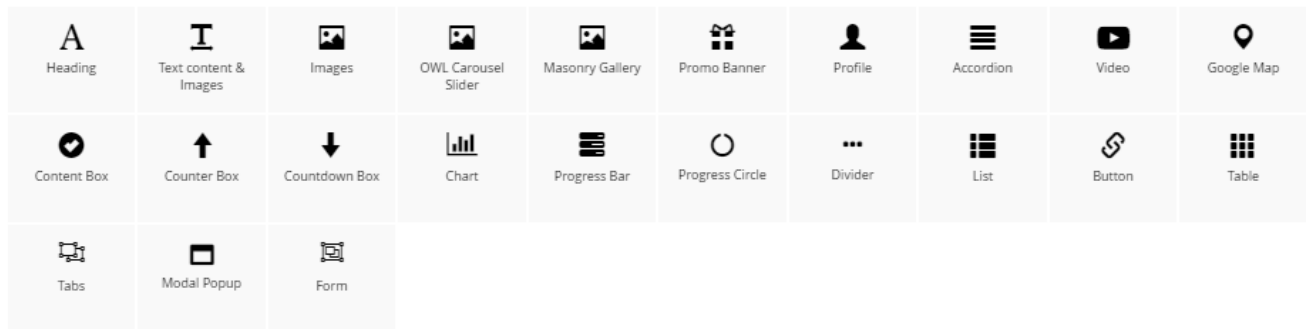 Heading
Text content &
Images
Images
OWL Carousel
Slider
Masonry Gallery
Promo Banner
Profile
Accordion
Video
Google Map
Content Box
Counter Box
Countdown Box
Chart
Progress Bar
Progress Circle
Divider
List
Button
Table
Tabs
Modal Popup
Form